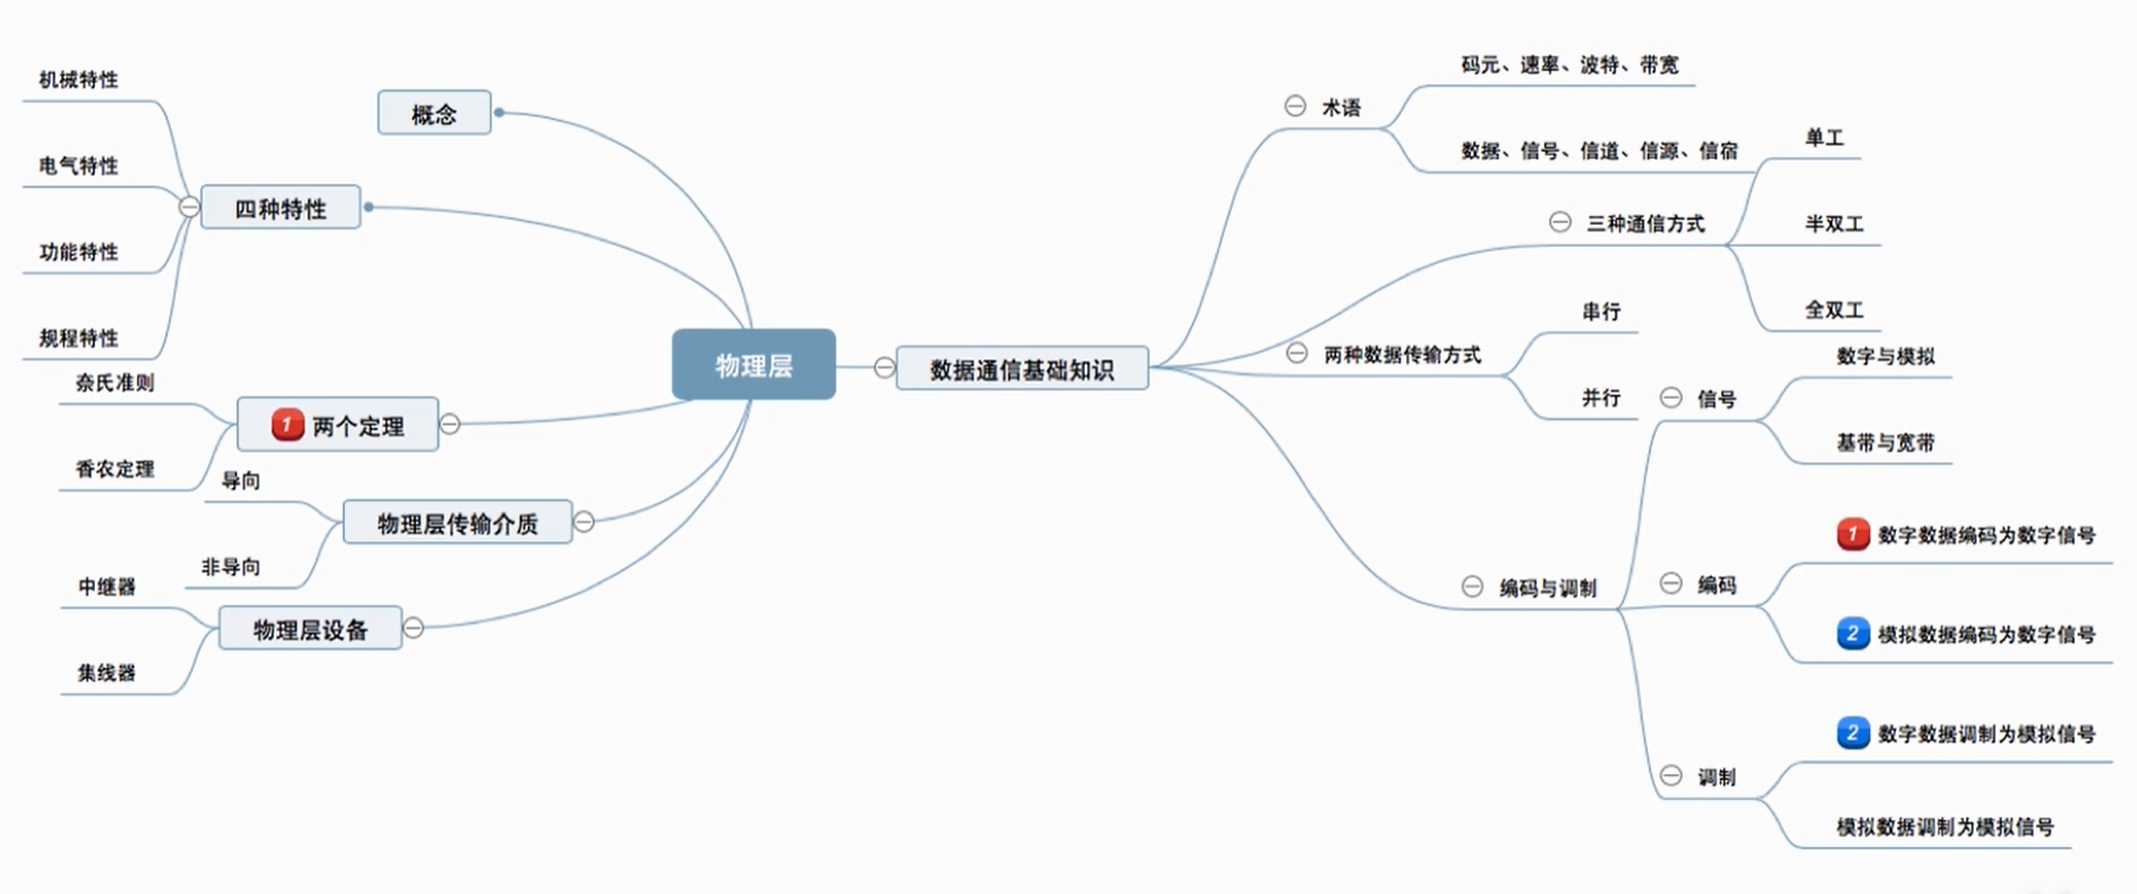 物理层
概念
四种特性
机械特性
电气特性
功能特性
规程特性
1 两个定理
奈氏准则
香农定理
物理层传输介质
导向
非导向
物理层设备
中继器
集线器
数据通信基础知识
术语
码元、速率、波特、带宽
数据、信号、信道、信源、信宿
三种通信方式
单工
半双工
全双工
两种数据传输方式
串行
并行
编码与调制
信号
数字与模拟
基带与宽带
编码
1 数字数据编码为数字信号
2 模拟数据编码为数字信号
调制
2 数字数据调制为模拟信号
模拟数据调制为模拟信号